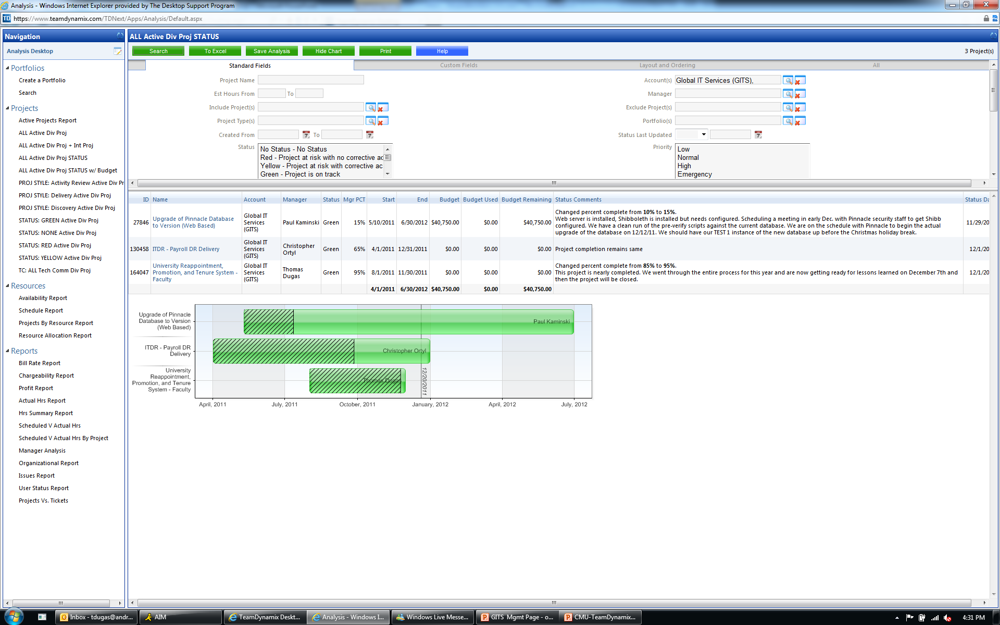 Analysis - Windows Internet Explorer provided by The Desktop Support Program
TD https://www.teamdynamix.com/TDNext/Apps/Analysis/Default.aspx
Navigation
Analysis Desktop
Portfolios
Create a Portfolio
Search
Projects
Active Projects Report
ALL Active Div Proj
ALL Active Div Proj + Int Proj
ALL Active Div Proj STATUS
ALL Active Div Proj STATUS w/ Budget
PROJ STYLE: Activity Review Active Div Pr
PROJ STYLE: Delivery Active Div Proj
PROJ STYLE: Discovery Active Div Proj
STATUS: GREEN Active Div Proj
STATUS: NONE Active Div Proj
STATUS: RED Active Div Proj
STATUS: YELLOW Active Div Proj
TC: ALL Tech Comm Div Proj
Resources
Availability Report
Schedule Report
Projects By Resource Report
Resource Allocation Report
Reports
Bill Rate Report
Chargeability Report
Profit Report
Actual Hrs Report
Hrs Summary Report
Scheduled V Actual Hrs
Scheduled V Actual Hrs By Project
Manager Analysis
Organizational Report
Issues Report
User Status Report
Projects Vs. Tickets
ALL Active Div Proj STATUS
Search To Excel Save Analysis Hide Chart Print Help 3 Project(s)
Standard Fields Custom Fields Layout and Ordering All
Project Name Account(s) Global IT Services (GITS),
Est Hours From To Manager
Include Project(s) Exclude Project(s)
Project Type(s) Portfolio(s)
Created From 7 To 7 Status Last Updated 7
Status Priority
No Status - No Status
Red - Project at risk with no corrective ac
Yellow - Project at risk with corrective ac
Green - Project is on track
Low
Normal
High
Emergency
ID Name Account Manager Status Mgr PCT Start End Budget Budget Used Budget Remaining Status Comments Status Da
27846
Upgrade of Pinnacle Database
to Version (Web Based)
Global IT
Services
(GITS)
Paul Kaminski Green 15% 5/10/2011 6/30/2012 $40,750.00 $0.00 $40,750.00
Changed percent complete from 10% to 15%.
Web server is installed, Shibboleth is installed but needs configured. Scheduling a meeting in early Dec. with Pinnacle security staff to get Shibb
configured. We have a clean run of the pre-verify scripts against the current database. We are on the schedule with Pinnacle to begin the actual
upgrade of the database on 12/12/11. We should have our TEST 1 instance of the new database up before the Christmas holiday break.
11/29/20
130458 ITDR - Payroll DR Delivery
Global IT
Services
(GITS)
Christopher
Ortyl
Green 65% 4/1/2011 12/31/2011 $0.00 $0.00 $0.00 Project completion remains same 12/1/20
164047
University Reappointment,
Promotion, and Tenure System -
Faculty
Global IT
Services
(GITS)
Thomas
Dugas
Green 95% 8/1/2011 11/30/2011 $0.00 $0.00 $0.00
Changed percent complete from 85% to 95%.
This project is nearly completed. We went through the entire process for this year and are now getting ready for lessons learned on December 7th and
then the project will be closed.
12/1/20
4/1/2011 6/30/2012 $40,750.00 $0.00 $40,750.00
Upgrade of Pinnacle
Database to Version
(Web Based)
Paul Kaminski
ITDR - Payroll DR
Delivery
Christopher Ortyl
University
Reappointment,
Promotion, and Tenure
System - Faculty
Thomas Dugas
12/20/2011
April, 2011 July, 2011 October, 2011 January, 2012 April, 2012 July, 2012
Inbox - tdugas@andr... AIM TeamDynamix Deskt... Analysis - Windows I... Windows Live Messe... GITS Mgmt Page - o... CMU-TeamDynamix... 4:31 PM